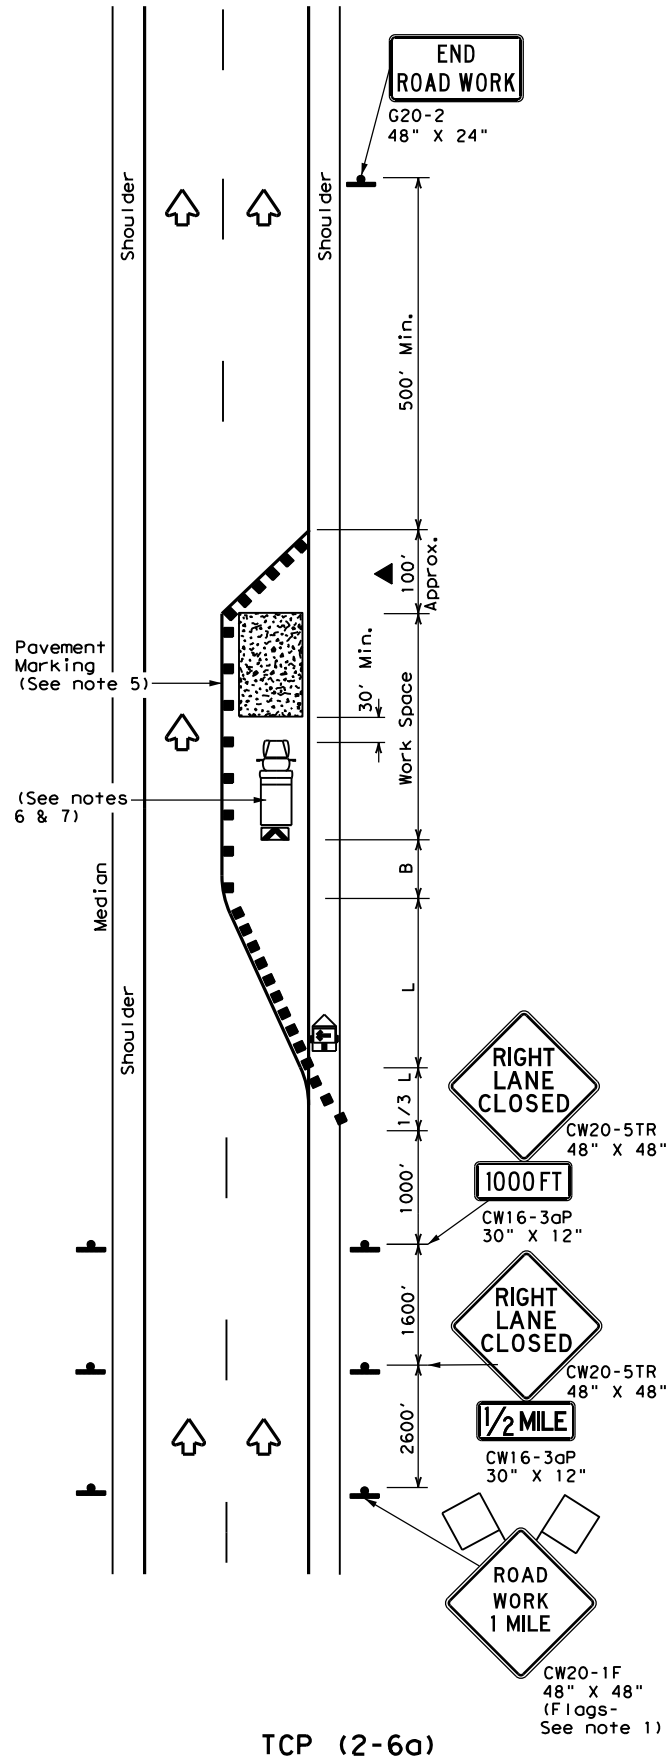 END
ROAD WORK
G20-2
48" X 24"
Shoulder
Shoulder
500' Min.
100'
Approx.
Pavement
Marking
(See note 5)
30' Min.
Work Space
(See notes
6 & 7)
B
Median
L
Shoulder
RIGHT
LANE
CLOSED
1/3 L
CW20-5TR
48" X 48"
1000 FT
1000'
CW16-3aP
30" X 12"
RIGHT
LANE
CLOSED
1600'
CW20-5TR
48" X 48"
1/2 MILE
2600'
CW16-3aP
30" X 12"
ROAD
WORK
1 MILE
CW20-1F
48" X 48"
(Flags-
See note 1)
TCP (2-6a)